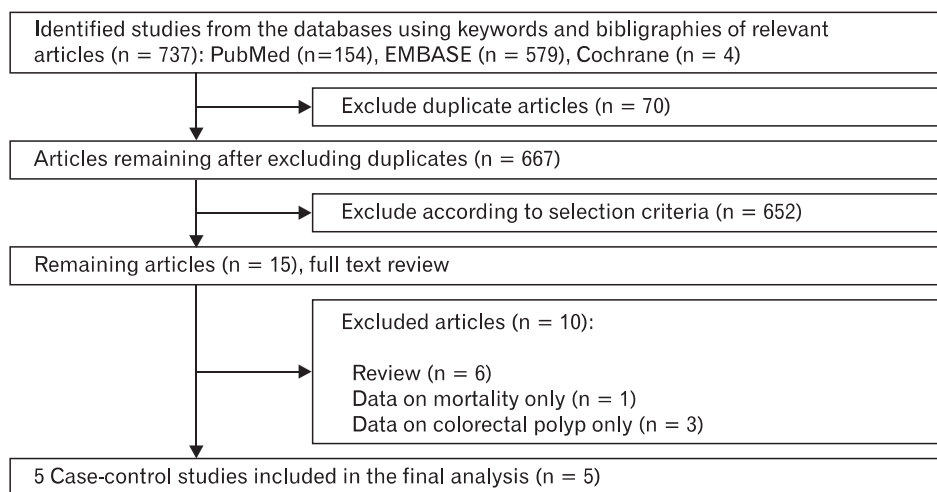 Identified studies from the databases using keywords and bibligraphies of relevant
articles (n = 737): PubMed (n=154), EMBASE (n = 579), Cochrane (n = 4)
Exclude duplicate articles (n = 70)
Articles remaining after excluding duplicates (n = 667)
Exclude according to selection criteria (n = 652)
Remaining articles (n = 15), full text review
Excluded articles (n = 10):
Review (n = 6)
Data on mortality only (n = 1)
Data on colorectal polyp only (n = 3)
5 Case-control studies included in the final analysis (n = 5)